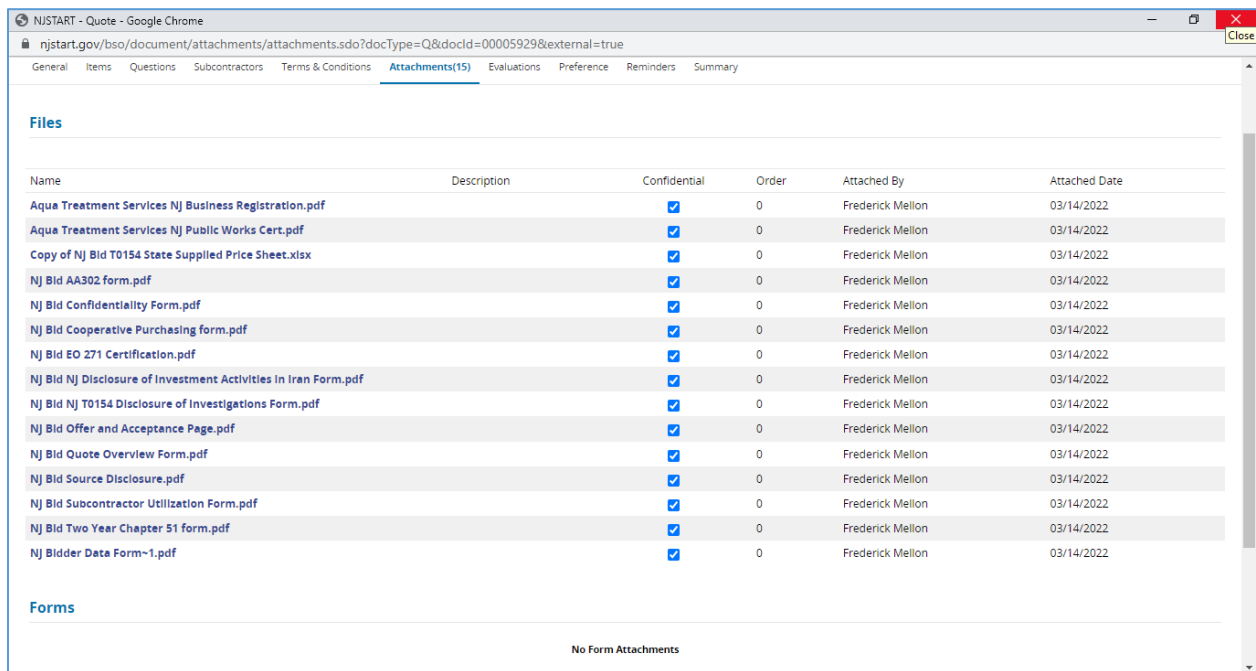 NJSTART - Quote - Google Chrome
Close
njstart.gov/bso/document/attachments/attachments.sdo?docType=Q&docId=00005929&external=true
General Items Questions Subcontractors Terms & Conditions Attachments(15) Evaluations Preference Reminders Summary
Files
Name Description Confidential Order Attached By Attached Date
Aqua Treatment Services NJ Business Registration.pdf 0 Frederick Mellon 03/14/2022
Aqua Treatment Services NJ Public Works Cert.pdf 0 Frederick Mellon 03/14/2022
Copy of NJ Bid T0154 State Supplied Price Sheet.xlsx 0 Frederick Mellon 03/14/2022
NJ Bid AA302 form.pdf 0 Frederick Mellon 03/14/2022
NJ Bid Confidentiality Form.pdf 0 Frederick Mellon 03/14/2022
NJ Bid Cooperative Purchasing form.pdf 0 Frederick Mellon 03/14/2022
NJ Bid EO 271 Certification.pdf 0 Frederick Mellon 03/14/2022
NJ Bid NJ Disclosure of Investment Activities in Iran Form.pdf 0 Frederick Mellon 03/14/2022
NJ Bid NJ T0154 Disclosure of Investigations Form.pdf 0 Frederick Mellon 03/14/2022
NJ Bid Offer and Acceptance Page.pdf 0 Frederick Mellon 03/14/2022
NJ Bid Quote Overview Form.pdf 0 Frederick Mellon 03/14/2022
NJ Bid Source Disclosure.pdf 0 Frederick Mellon 03/14/2022
NJ Bid Subcontractor Utilization Form.pdf 0 Frederick Mellon 03/14/2022
NJ Bid Two Year Chapter 51 form.pdf 0 Frederick Mellon 03/14/2022
NJ Bidder Data Form~1.pdf 0 Frederick Mellon 03/14/2022
Forms
No Form Attachments